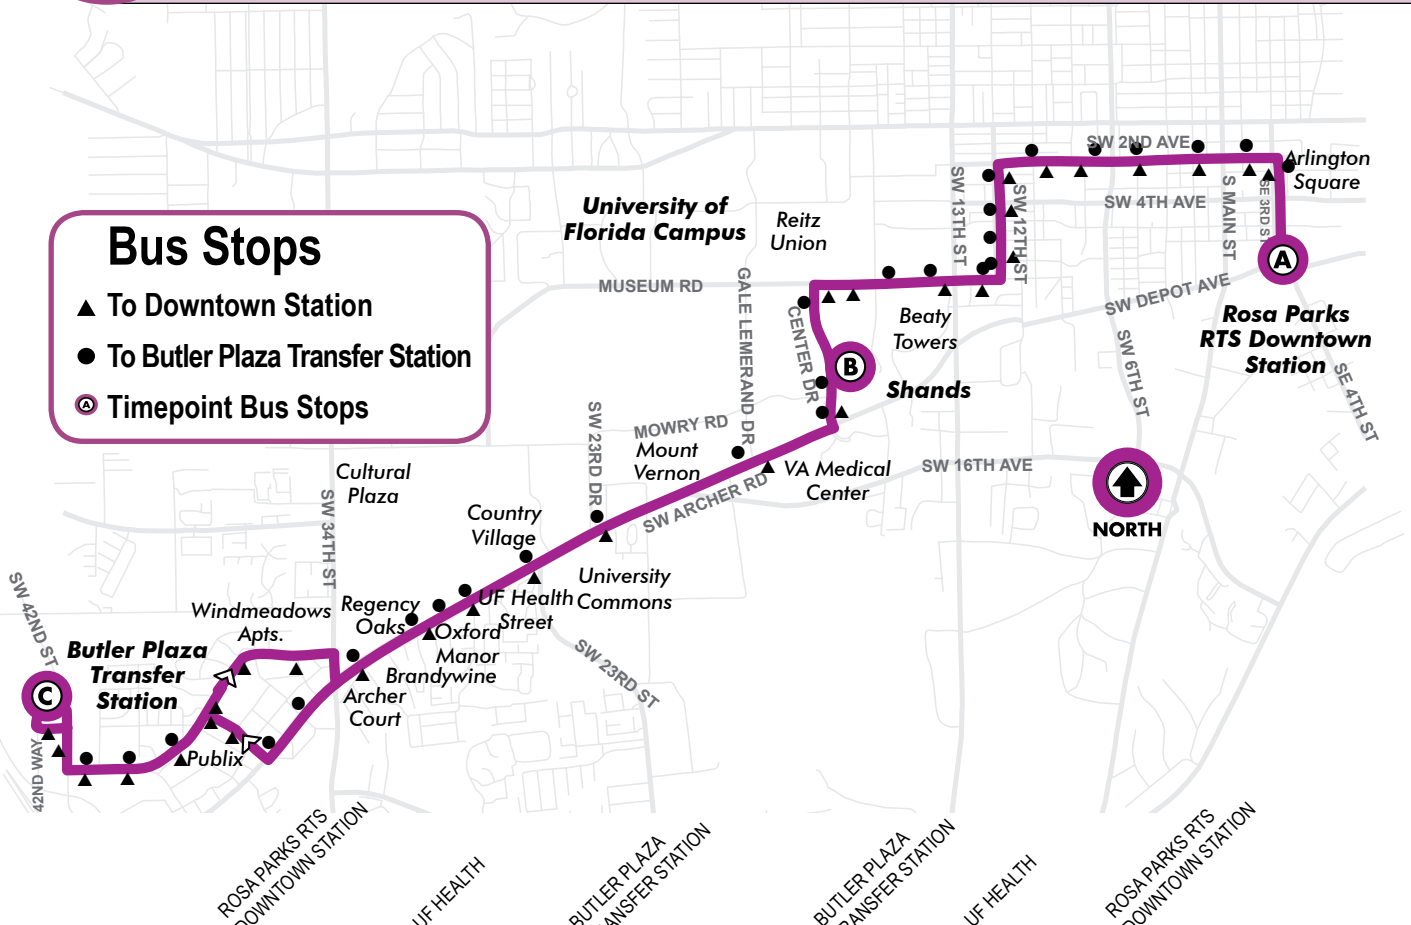 SW 2ND AVE
Arlington
Square
SW 13TH ST
SW 12TH ST
SW 4TH AVE
S MAIN ST
SE 3RD S
A
University of
Florida Campus
Reitz
Union
Bus Stops
To Downtown Station
To Butler Plaza Transfer Station
A
Timepoint Bus Stops
MUSEUM RD
GALE LEMERAND DR
CENTER DR
Beaty
Towers
SW DEPOT AVE
Rosa Parks
RTS Downtown
Station
SW 6TH ST
SE 4TH ST
B
Shands
SW 23RD DR
MOWRY RD
Mount
Vernon
VA Medical
Center
SW 16TH AVE
SW ARCHER RD
NORTH
Cultural
Plaza
SW 34TH ST
Country
Village
University
Commons
UF Health
Street
SW 42ND ST
Windmeadows
Apts.
Regency
Oaks
Oxford
Manor
Brandywine
Archer
Court
SW 23RD ST
Butler Plaza
Transfer
Station
C
Publix
42ND WAY
ROSA PARKS RTS
DOWNTOWN STATION
UF HEALTH
BUTLER PLAZA
ANSFER STATION
BUTLER PLAZA
RANSFER STATION
UF HEALTH
ROSA PARKS RTS
DOWNTOWN STATION